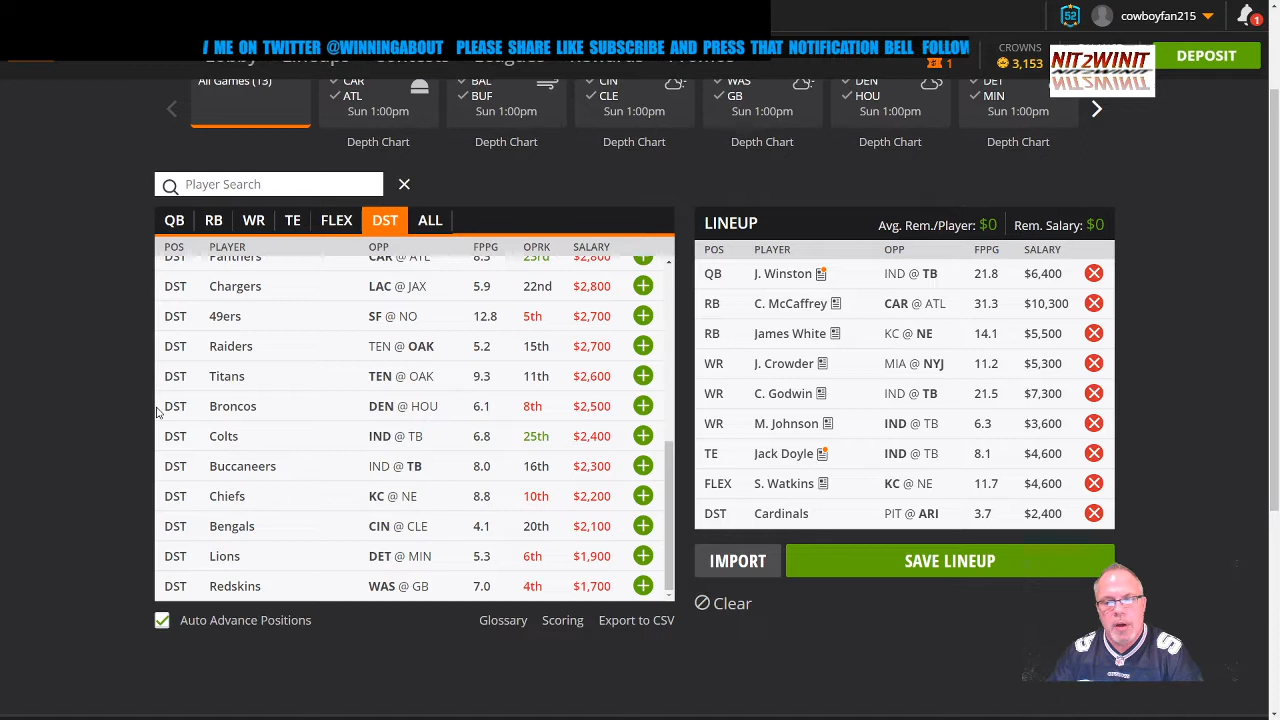 / ME ON TWITTER @WINNINGABOUT PLEASE SHARE LIKE SUBSCRIBE AND PRESS THAT NOTIFICATION BELL FOLLOW
52 cowboyfan215 1
CROWNS
3,153
1
NIT2WINIT
DEPOSIT
All Games (13)
CAR
ATL
Sun 1:00pm
Depth Chart
BAL
BUF
Sun 1:00pm
Depth Chart
CIN
CLE
Sun 1:00pm
Depth Chart
WAS
GB
Sun 1:00pm
Depth Chart
DEN
HOU
Sun 1:00pm
Depth Chart
DET
MIN
Sun 1:00pm
Depth Chart
Player Search
QB RB WR TE FLEX DST ALL
POS PLAYER OPP FPPG OPRK SALARY
DST Panthers CAR @ ATL 8.3 23rd $2,800
DST Chargers LAC @ JAX 5.9 22nd $2,800
DST 49ers SF @ NO 12.8 5th $2,700
DST Raiders TEN @ OAK 5.2 15th $2,700
DST Titans TEN @ OAK 9.3 11th $2,600
DST Broncos DEN @ HOU 6.1 8th $2,500
DST Colts IND @ TB 6.8 25th $2,400
DST Buccaneers IND @ TB 8.0 16th $2,300
DST Chiefs KC @ NE 8.8 10th $2,200
DST Bengals CIN @ CLE 4.1 20th $2,100
DST Lions DET @ MIN 5.3 6th $1,900
DST Redskins WAS @ GB 7.0 4th $1,700
Auto Advance Positions Glossary Scoring Export to CSV
LINEUP Avg. Rem./Player: $0 Rem. Salary: $0
POS PLAYER OPP FPPG SALARY
QB J. Winston IND @ TB 21.8 $6,400
RB C. McCaffrey CAR @ ATL 31.3 $10,300
RB James White KC @ NE 14.1 $5,500
WR J. Crowder MIA @ NYJ 11.2 $5,300
WR C. Godwin IND @ TB 21.5 $7,300
WR M. Johnson IND @ TB 6.3 $3,600
TE Jack Doyle IND @ TB 8.1 $4,600
FLEX S. Watkins KC @ NE 11.7 $4,600
DST Cardinals PIT @ ARI 3.7 $2,400
IMPORT SAVE LINEUP
Clear